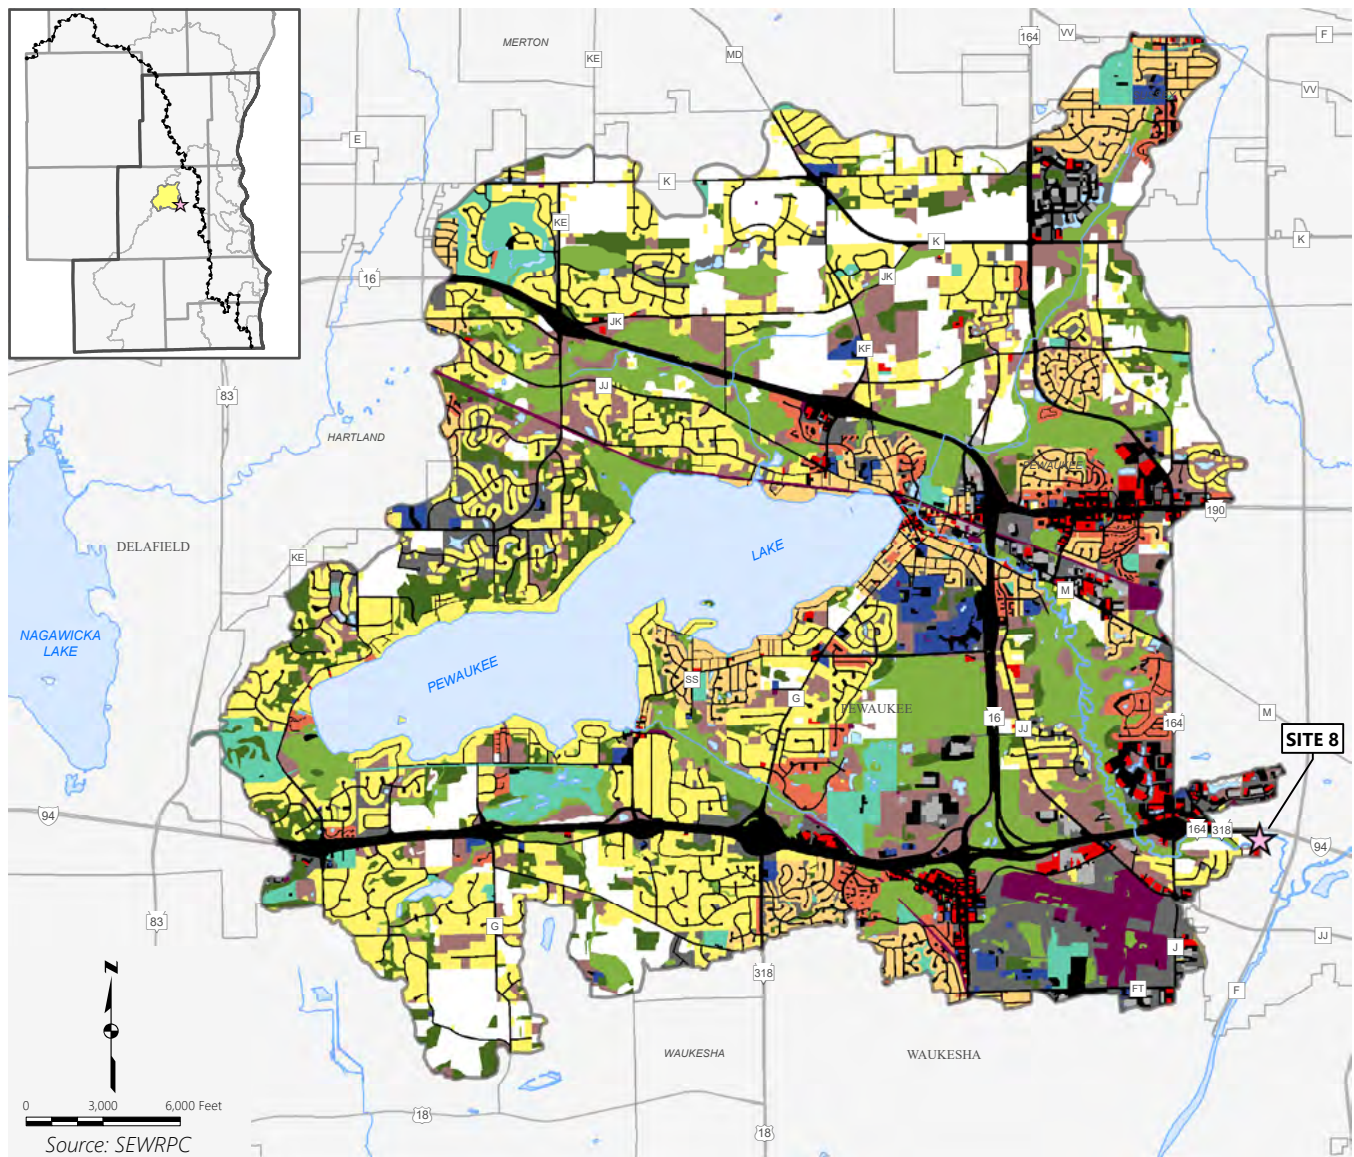 MERTON
KE
MD
164
VV
F
VV
E
K
KE
K
K
16
JK
JK
KF
83
JJ
HARTLAND
PEWAUKEE
190
DELAFIELD
KE
LAKE
M
NAGAWICKA
LAKE
PEWAUKEE
SS
G
PEWAUKEE
16
JJ
164
M
SITE 8
94
164
318
94
83
G
J
JJ
318
FT
F
N
WAUKESHA
WAUKESHA
0
3,000
6,000 Feet
18
18
Source: SEWRPC